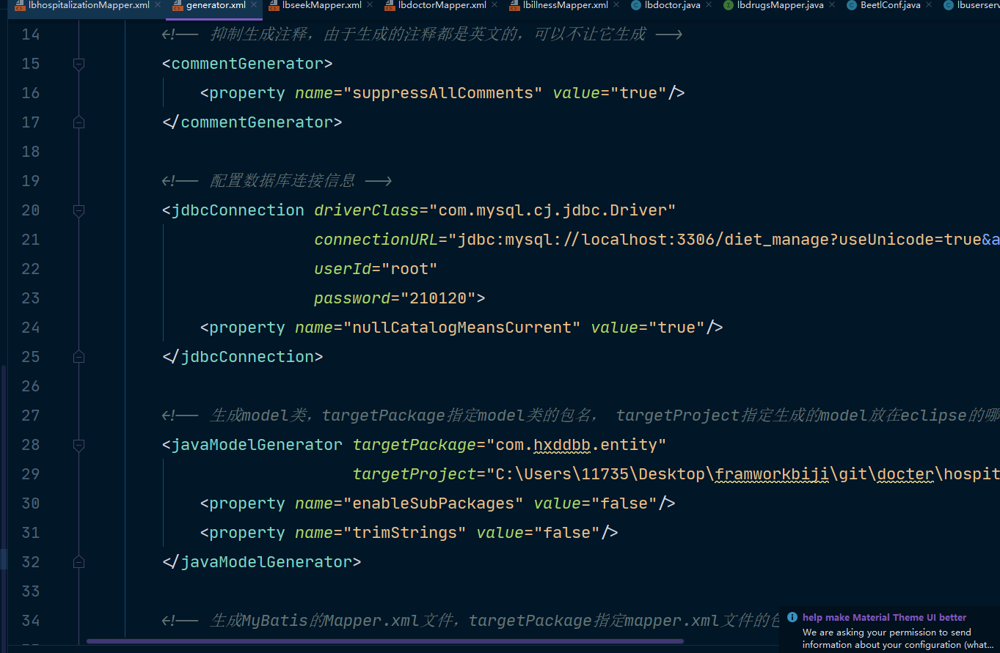 lbhospitalizationMapper.xml × generator.xml × lbseekMapper.xml × lbdoctorMapper.xml × lbillnessMapper.xml × lbdoctor.java × lbdrugsMapper.java × BeetlConf.java × lbuserserv
14 <!-- 抑制生成注释，由于生成的注释都是英文的，可以不让它生成 -->
15 <commentGenerator>
16 <property name="suppressAllComments" value="true"/>
17 </commentGenerator>
18
19 <!-- 配置数据库连接信息 -->
20 <jdbcConnection driverClass="com.mysql.cj.jdbc.Driver"
21 connectionURL="jdbc:mysql://localhost:3306/diet_manage?useUnicode=true&a
22 userId="root"
23 password="210120">
24 <property name="nullCatalogMeansCurrent" value="true"/>
25 </jdbcConnection>
26
27 <!-- 生成model类，targetPackage指定model类的包名， targetProject指定生成的model放在eclipse的哪
28 <javaModelGenerator targetPackage="com.hxddbb.entity"
29 targetProject="C:\Users\11735\Desktop\framworkbiji\git\docter\hospit
30 <property name="enableSubPackages" value="false"/>
31 <property name="trimStrings" value="false"/>
32 </javaModelGenerator>
33
34 <!-- 生成MyBatis的Mapper.xml文件，targetPackage指定mapper.xml文件的包
help make Material Theme UI better
We are asking your permission to send
information about your configuration (what...